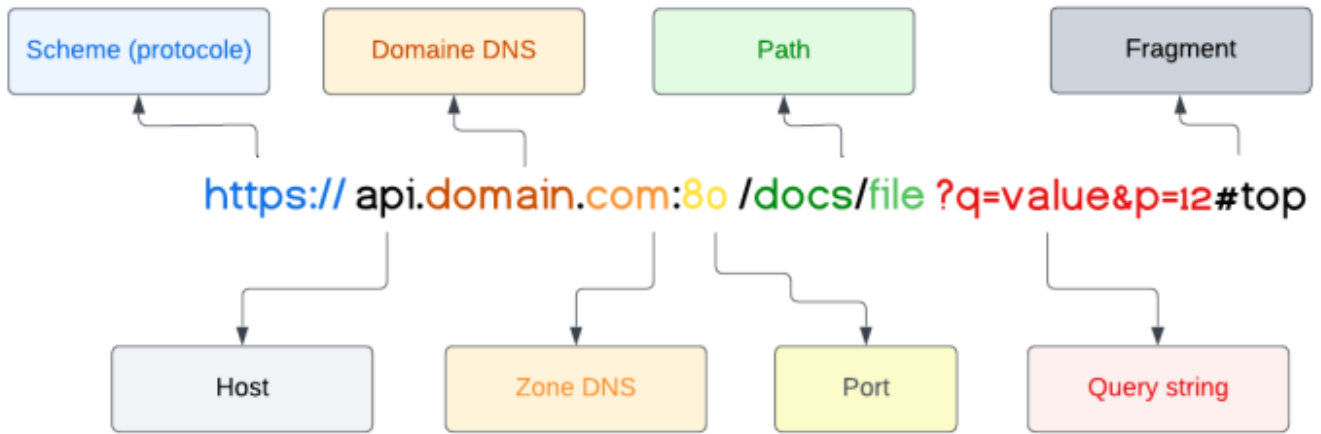 Scheme (protocole)
Domaine DNS
Path
Fragment
https:// api.domain.com:80 /docs/file ?q=value&p=12#top
Host
Zone DNS
Port
Query string